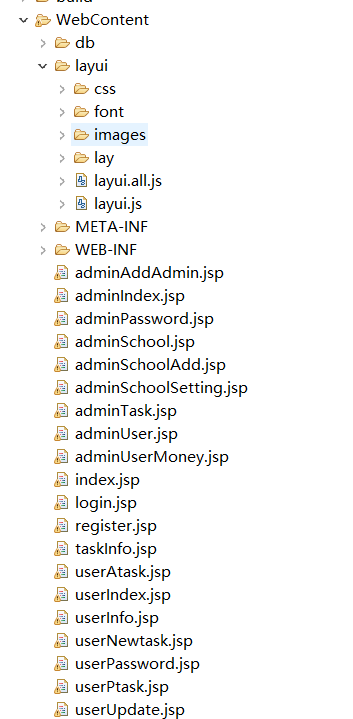 build
WebContent
db
layui
css
font
images
lay
layui.all.js
layui.js
META-INF
WEB-INF
adminAddAdmin.jsp
adminIndex.jsp
adminPassword.jsp
adminSchool.jsp
adminSchoolAdd.jsp
adminSchoolSetting.jsp
adminTask.jsp
adminUser.jsp
adminUserMoney.jsp
index.jsp
login.jsp
register.jsp
taskInfo.jsp
userAtask.jsp
userIndex.jsp
userInfo.jsp
userNewtask.jsp
userPassword.jsp
userPtask.jsp
userUpdate.jsp